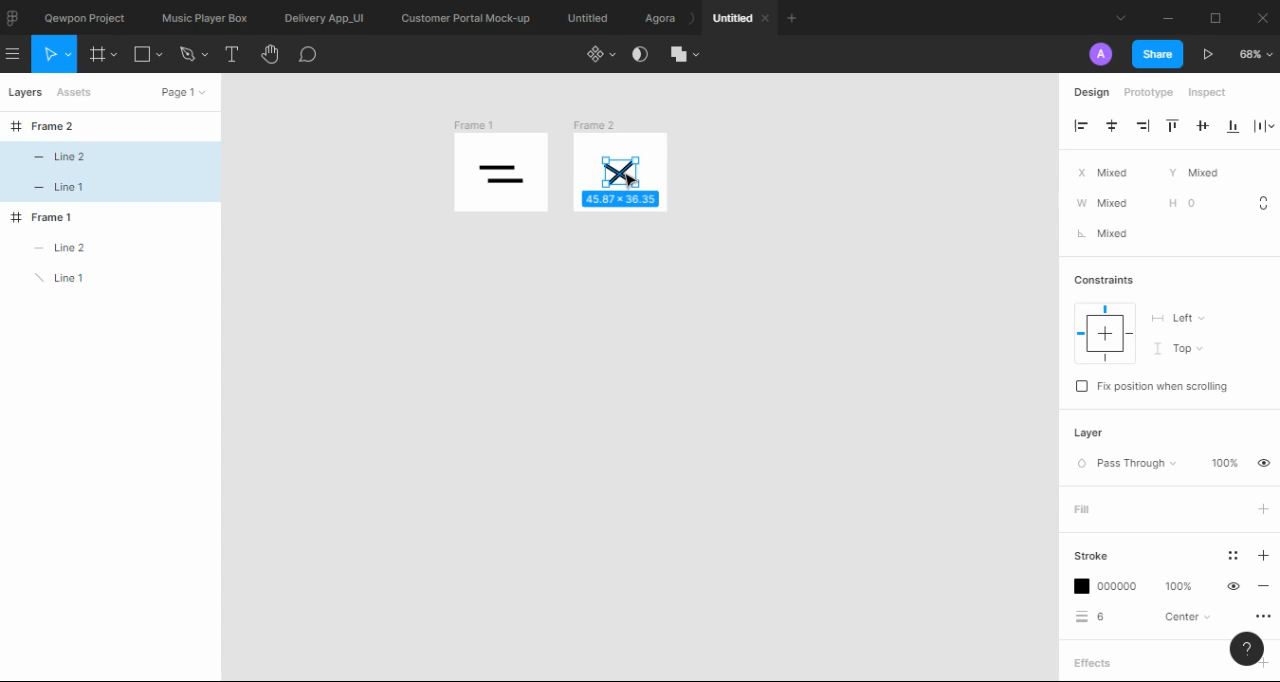 Qewpon Project Music Player Box Delivery App_UI Customer Portal Mock-up Untitled Agora Untitled
A Share 68%
Layers Assets Page 1
Frame 2
Line 2
Line 1
Frame 1
Line 2
Line 1
Frame 1 Frame 2
45.87 × 36.35
Design Prototype Inspect
X Mixed Y Mixed
W Mixed H 0
Mixed
Constraints
Left
Top
Fix position when scrolling
Layer
Pass Through 100%
Fill
Stroke
000000 100%
6 Center
?
Effects